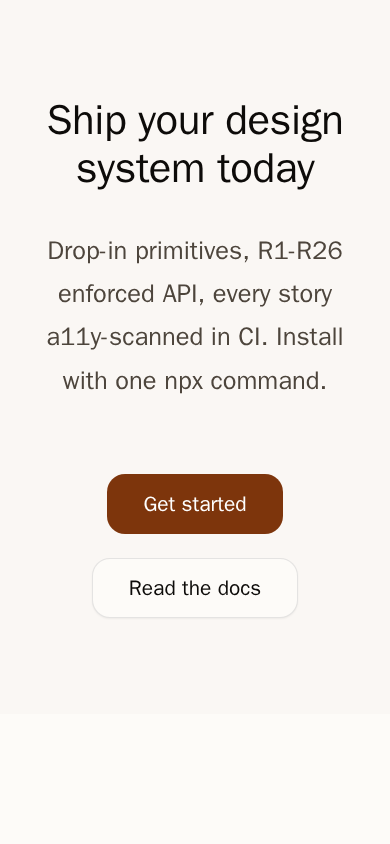 Ship your design
system today
Drop-in primitives, R1-R26
enforced API, every story
a11y-scanned in CI. Install
with one npx command.
Get started
Read the docs